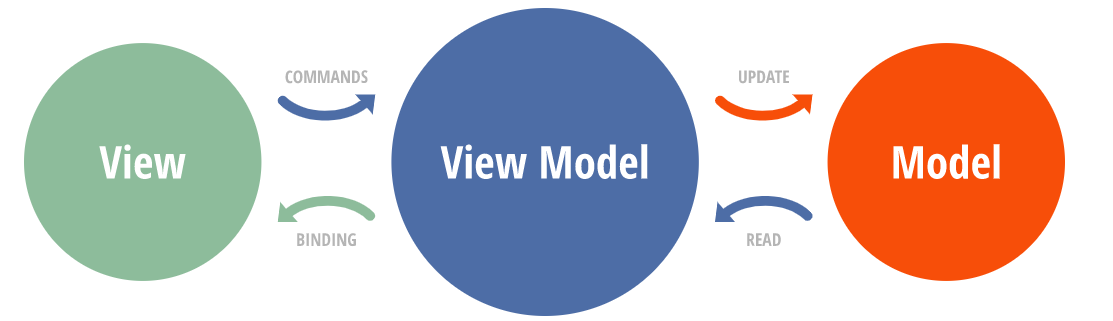 View
COMMANDS
BINDING
View Model
UPDATE
READ
Model